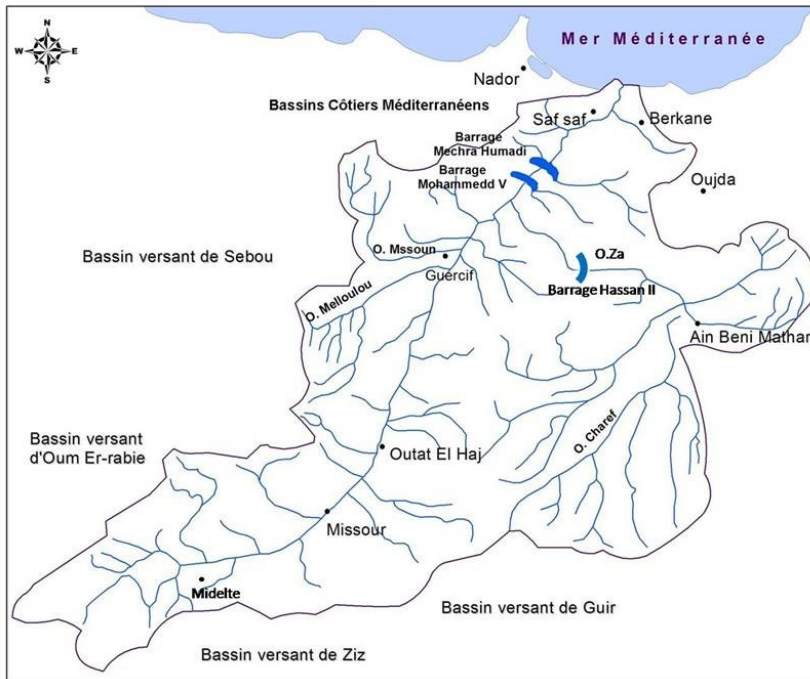 N
W E
S
Mer Méditerranée
Nador
Bassins Côtiers Méditerranéens
Saf saf
Berkane
Barrage
Mechra Humadi
Barrage
Mohammedd V
Oujda
Bassin versant de Sebou
O. Mssoun
Guercif
O.Za
Barrage Hassan II
O. Melloulou
Ain Beni Mathar
Bassin versant
d'Oum Er-rabie
Outat El Haj
O. Charef
Missour
Midelte
Bassin versant de Guir
Bassin versant de Ziz